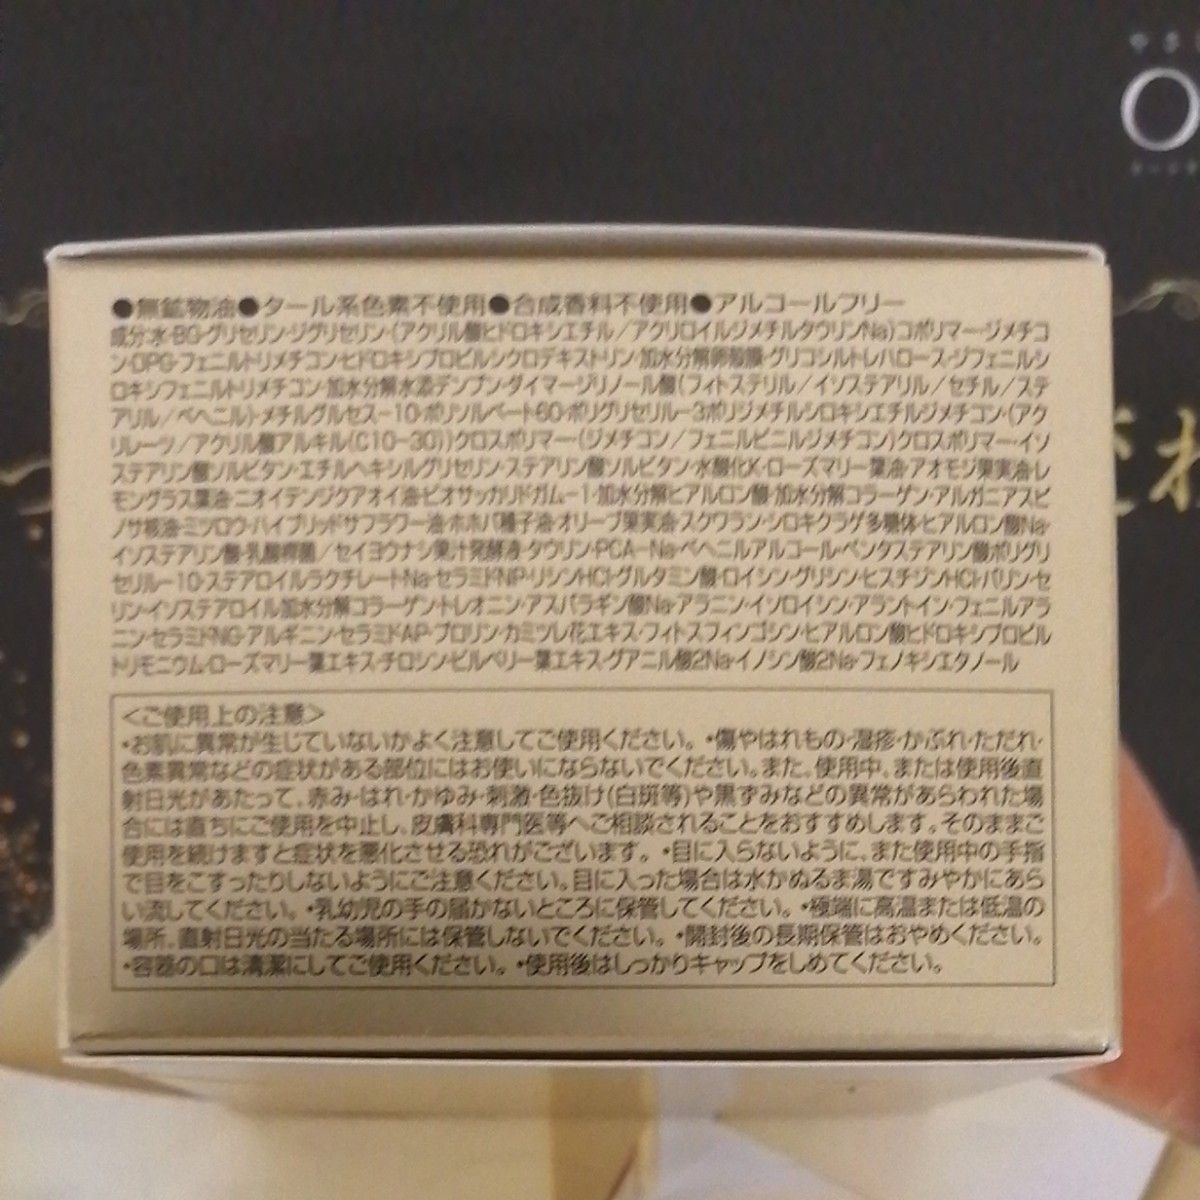 やさ
O
●無鉱物油●タール系色素不使用●合成香料不使用●アルコールフリー
成分:水・BG・グリセリン・ジグリセリン・(アクリル酸ヒドロキシエチル/アクリロイルジメチルタウリンNa)コポリマー・ジメチコ
ン・DPG・フェニルトリメチコン・ヒドロキシプロピルシクロデキストリン・加水分解卵殻膜・グリコシルトレハロース・ジフェニルシ
ロキシフェニルトリメチコン・加水分解水添デンプン・ダイマージリノール酸(フィトステリル/イソステアリル/セチル/ステ
アリル/ベヘニル)・メチルグルセス-10・ポリソルベート60・ポリグリセリル-3ポリジメチルシロキシエチルジメチコン・(アク
リレーツ/アクリル酸アルキル(C10-30))クロスポリマー・(ジメチコン/フェニルビニルジメチコン)クロスポリマー・イソ
ステアリン酸ソルビタン・エチルヘキシルグリセリン・ステアリン酸ソルビタン・水酸化K・ローズマリー葉油・アオモジ果実油・レ
モングラス葉油・ニオイテンジクアオイ油・ビオサッカリドガム-1・加水分解ヒアルロン酸・加水分解コラーゲン・アルガニアスピ
ノサ核油・ミツロウ・ハイブリッドサフラワー油・ホホバ種子油・オリーブ果実油・スクワラン・シロキクラゲ多糖体・ヒアルロン酸Na・
イソステアリン酸・乳酸桿菌/セイヨウナシ果汁発酵液・タウリン・PCA-Na・ベヘニルアルコール・ペンタステアリン酸ポリグリ
セリル-10・ステアロイルラクチレートNa・セラミドNP・リシンHCl・グルタミン酸・ロイシン・グリシン・ヒスチジンHCl・バリン・セ
リン・イソステアロイル加水分解コラーゲン・トレオニン・アスパラギン酸Na・アラニン・イソロイシン・アラントイン・フェニルアラ
ニン・セラミドNG・アルギニン・セラミドAP・プロリン・カミツレ花エキス・フィトスフィンゴシン・ヒアルロン酸ヒドロキシプロピル
トリモニウム・ローズマリー葉エキス・チロシン・ビルベリー葉エキス・グアニル酸2Na・イノシン酸2Na・フェノキシエタノール
<ご使用上の注意>
・お肌に異常が生じていないかよく注意してご使用ください。・傷やはれもの・湿疹・かぶれ・ただれ・
色素異常などの症状がある部位にはお使いにならないでください。また、使用中、または使用後直
射日光があたって、赤み・はれ・かゆみ・刺激・色抜け(白斑等)や黒ずみなどの異常があらわれた場
合には直ちにご使用を中止し、皮膚科専門医等へご相談されることをおすすめします。そのままご
使用を続けますと症状を悪化させる恐れがございます。・目に入らないように、また使用中の手指
で目をこすったりしないようにご注意ください。目に入った場合は水かぬるま湯ですみやかにあら
い流してください。・乳幼児の手の届かないところに保管してください。・極端に高温または低温の
場所、直射日光の当たる場所には保管しないでください。・開封後の長期保管はおやめください。
・容器の口は清潔にしてご使用ください。・使用後はしっかりキャップをしめてください。